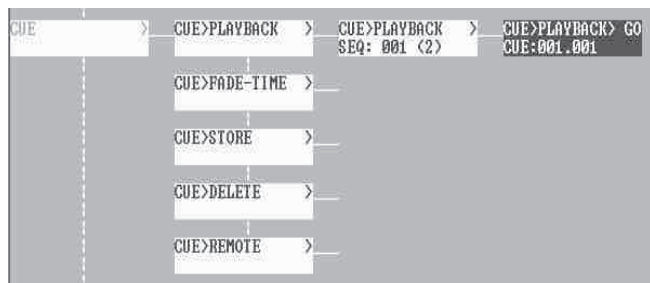 CUE >
CUE>PLAYBACK >
CUE>PLAYBACK >
SEQ: 001 (2)
CUE>PLAYBACK> GO
CUE:001.001
CUE>FADE-TIME >
CUE>STORE >
CUE>DELETE >
CUE>REMOTE >